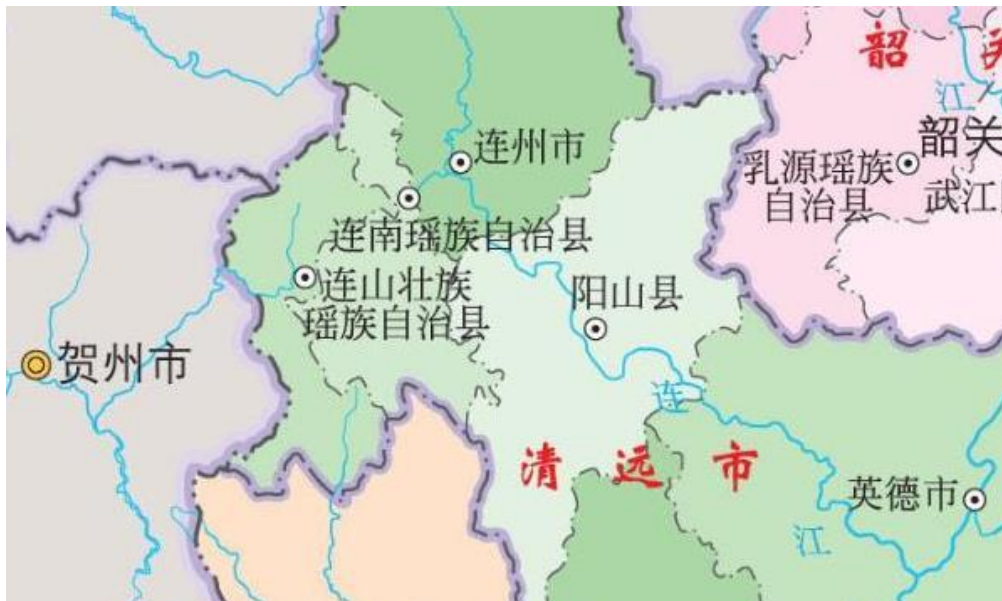 韶关
江
韶关
连州市
乳源瑶族
自治县
武江
连南瑶族自治县
连山壮族
瑶族自治县
阳山县
贺州市
连
清远市
英德市
江